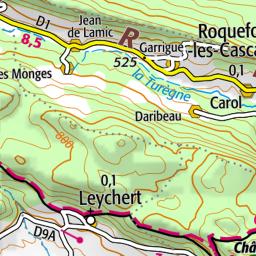 Jean
de Lamic
D1
8,5
R
Roquefo
les-Casca
Garrigue
525
0,1
la Turègne
es Monges
Carol
Daribeau
0,1
Leychert
D9A
Châ